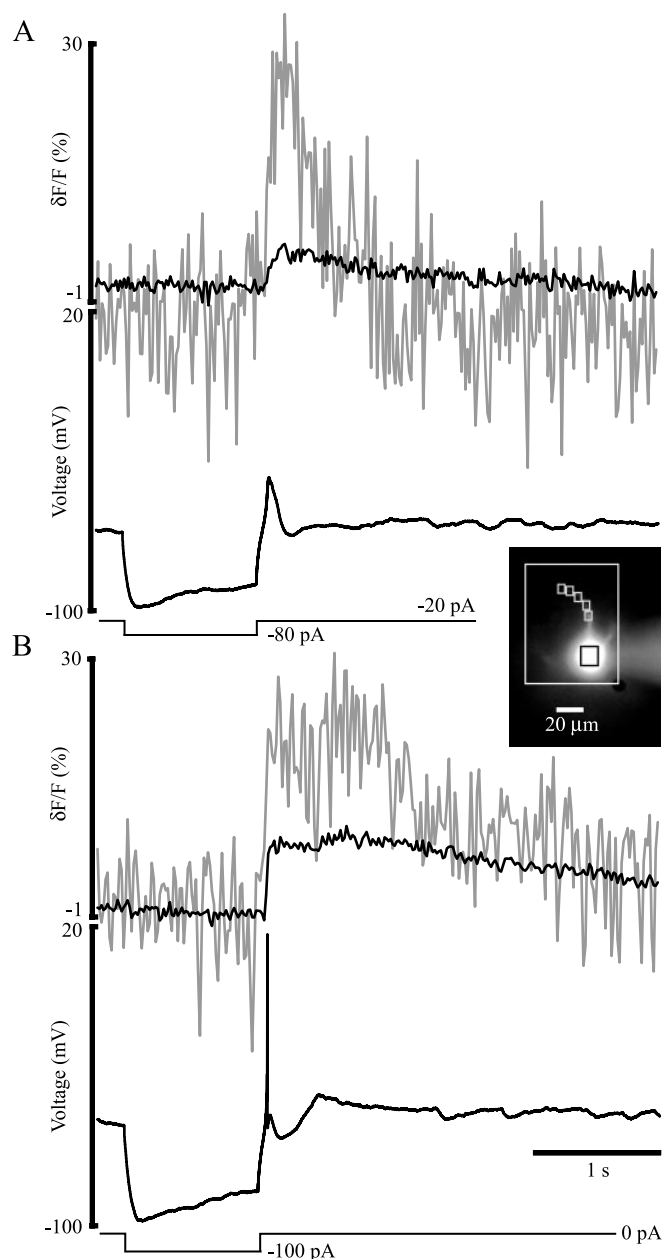 A
30
δF/F (%)
-1
20
Voltage (mV)
-100
-20 pA
-80 pA
20 μm
B
30
δF/F (%)
-1
20
Voltage (mV)
-100
1 s
0 pA
-100 pA